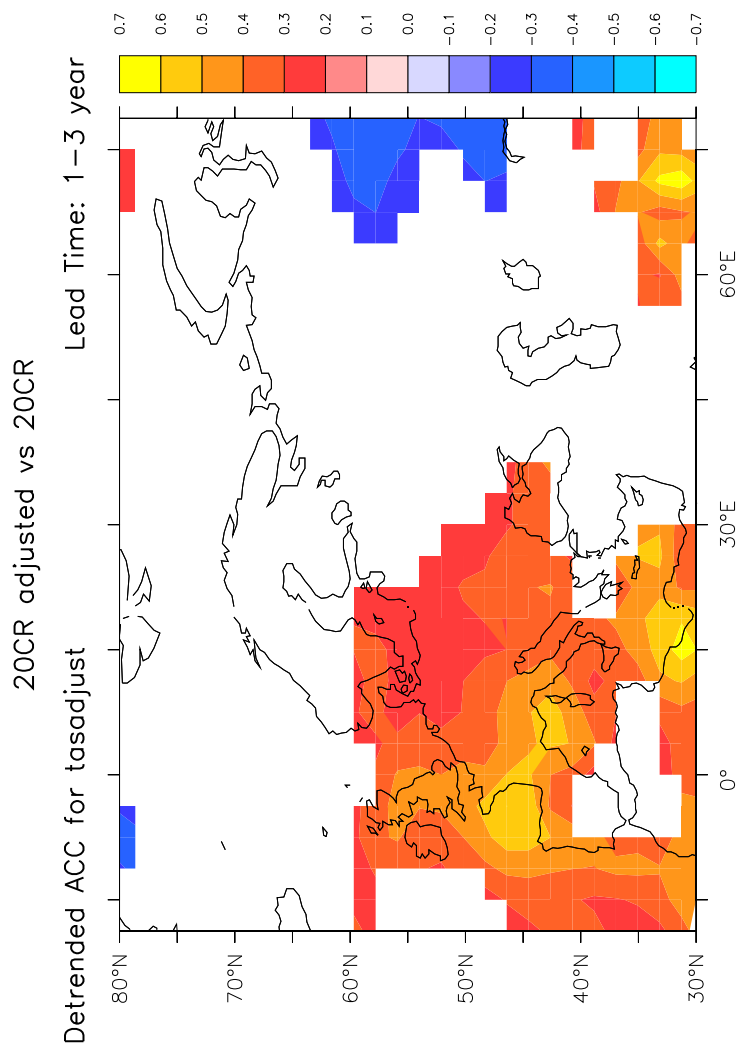 20CR adjusted vs 20CR
Detrended ACC for tasadjust Lead Time: 1-3 year
0.7
0.6
0.5
0.4
0.3
0.2
0.1
0.0
-0.1
-0.2
-0.3
-0.4
-0.5
-0.6
-0.7
80°N
70°N
60°N
50°N
40°N
30°N
0°
30°E
60°E